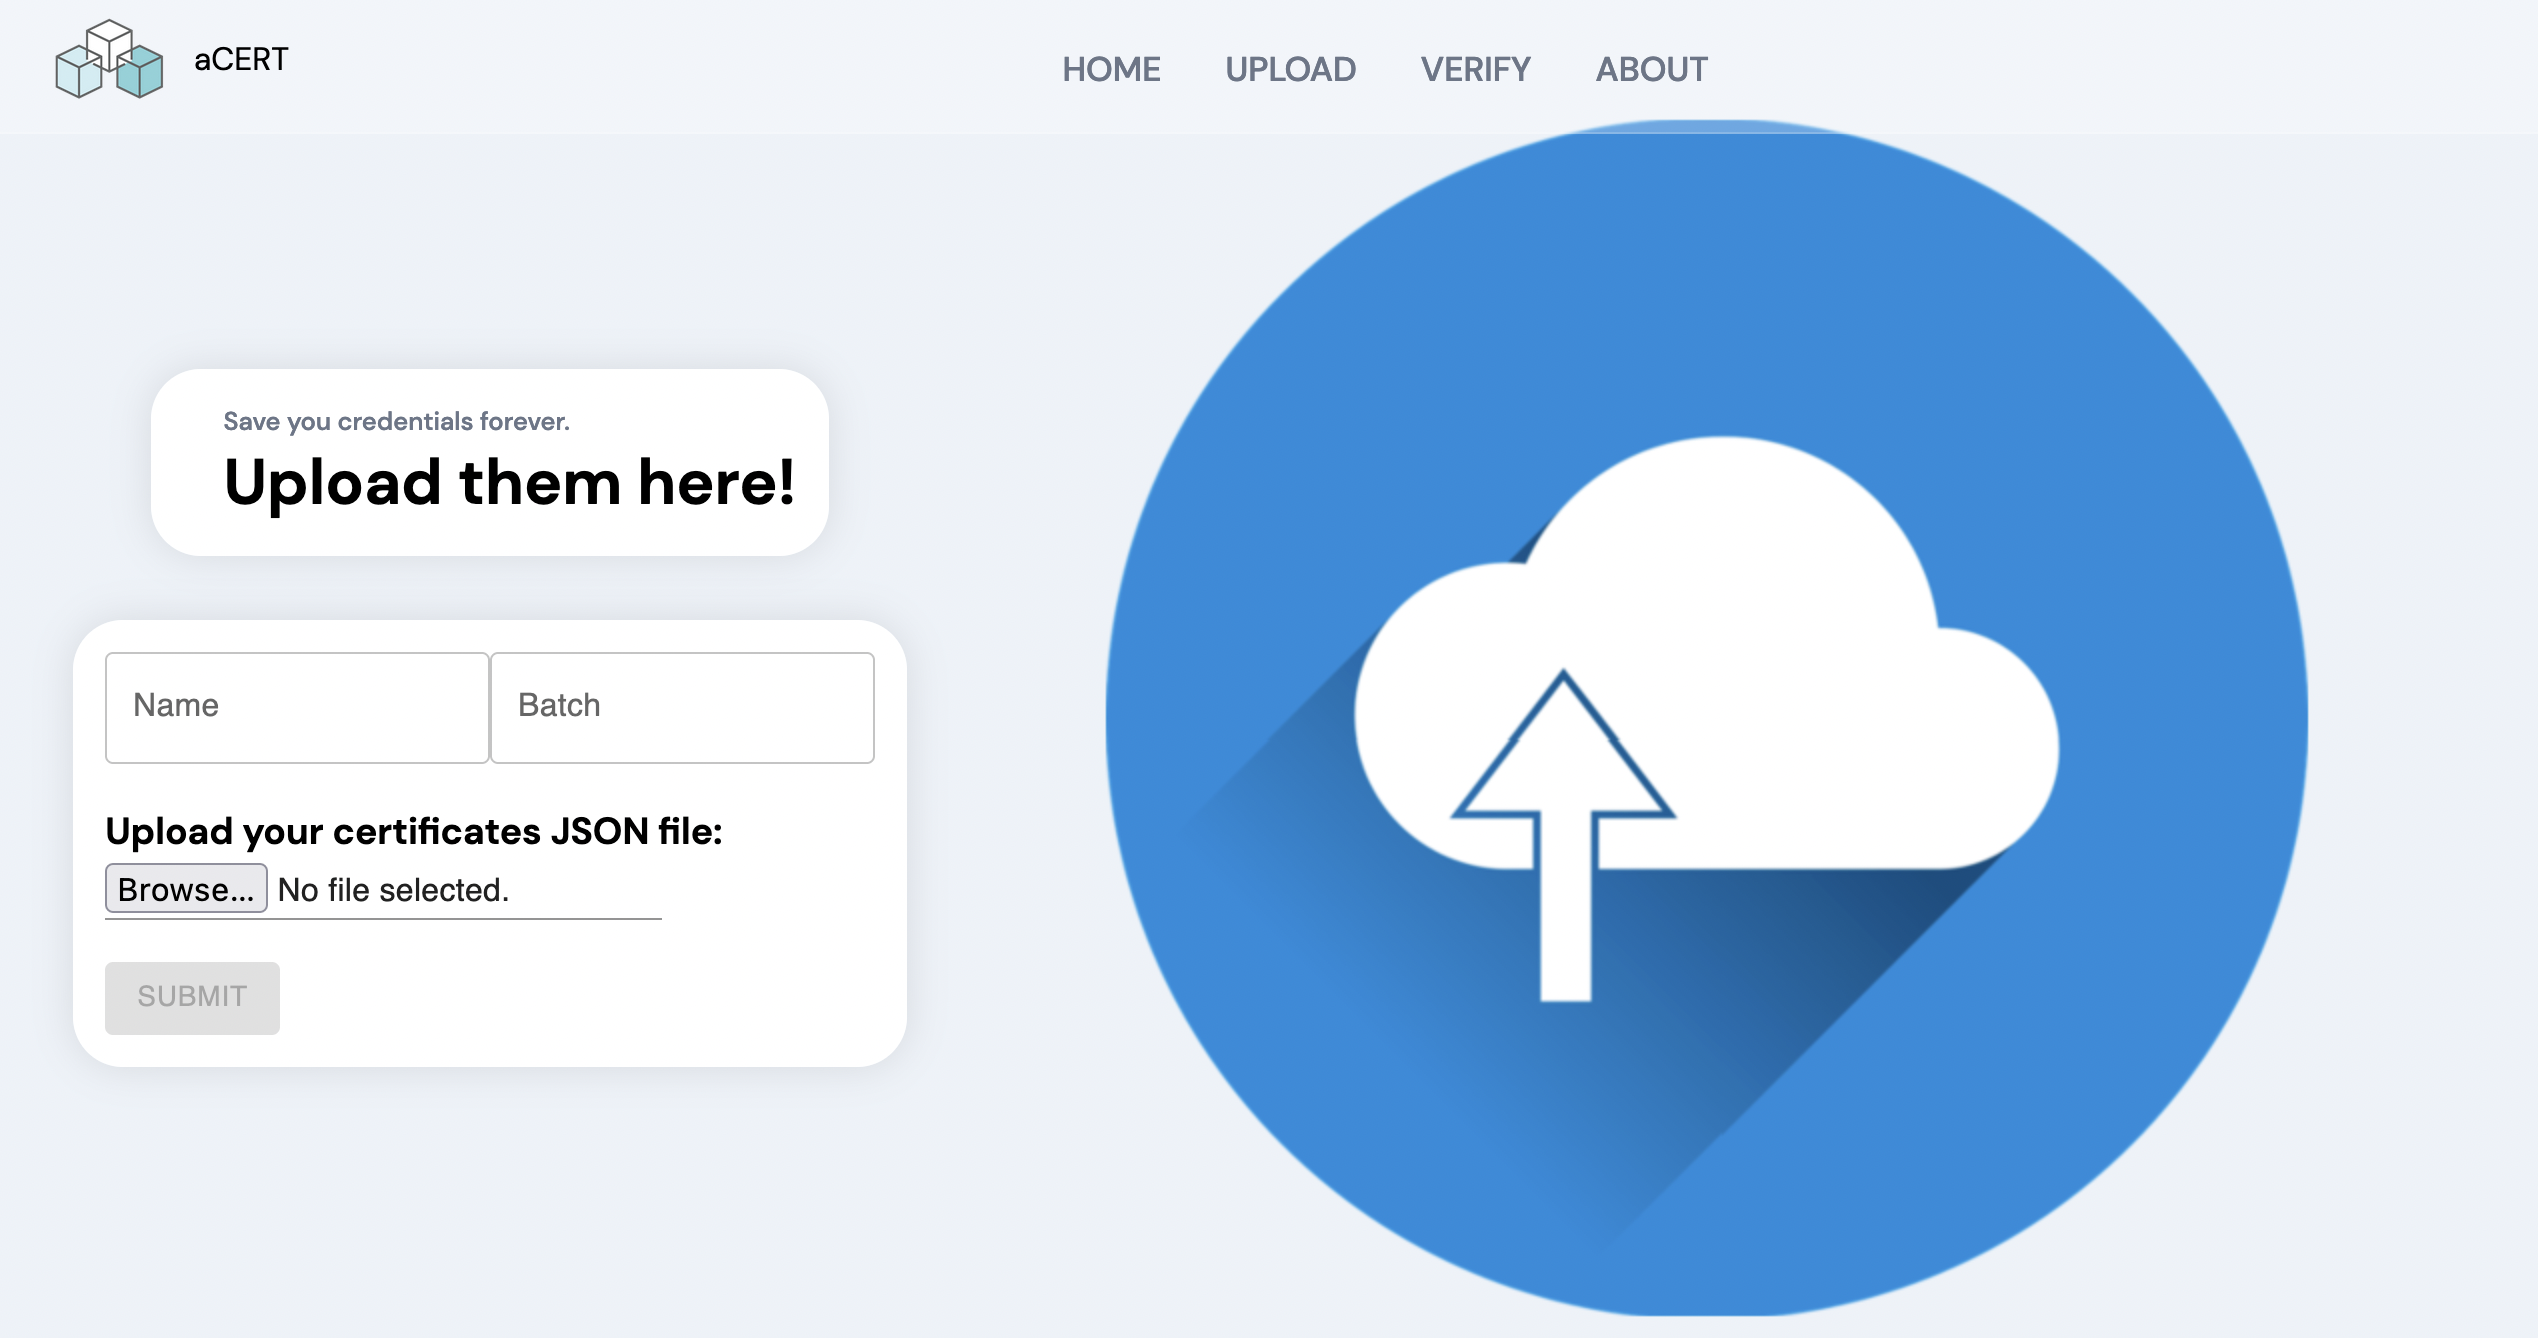 aCERT
HOME UPLOAD VERIFY ABOUT
Save you credentials forever.
Upload them here!
Name Batch
Upload your certificates JSON file:
Browse... No file selected.
SUBMIT